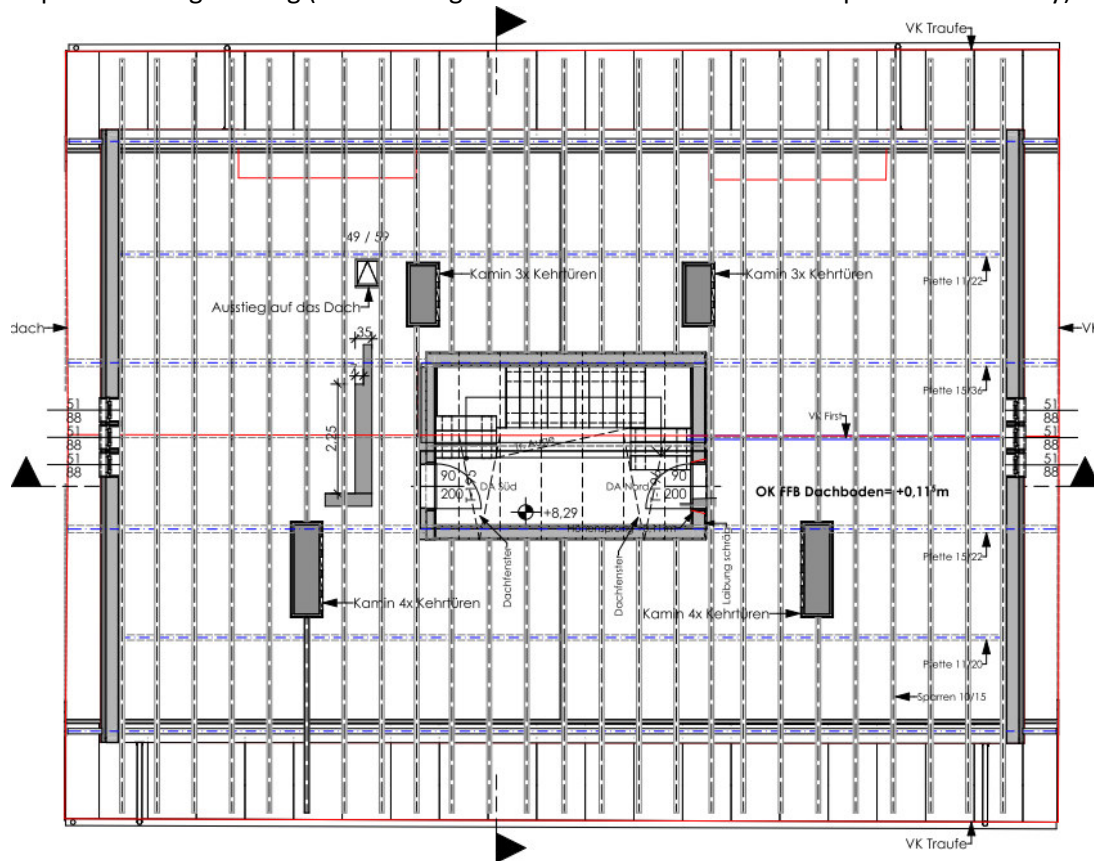 VK Traufe
49 / 59
Kamin 3x Kehrtüren
Kamin 3x Kehrtüren
Pfette 11/22
Ausstieg auf das Dach
dach
35
VK
Pfette 15/36
51
88
51
88
51
88
51
88
51
88
51
88
2,25
VK First
90
200
DA Süd
DA Nord
90
200
OK FFB Dachboden= +0,11⁵m
+8,29
Dachfenster
Dachfenster
Laibung schräg
Pfette 15/22
Kamin 4x Kehrtüren
Kamin 4x Kehrtüren
Pfette 11/20
Sparren 10/15
VK Traufe